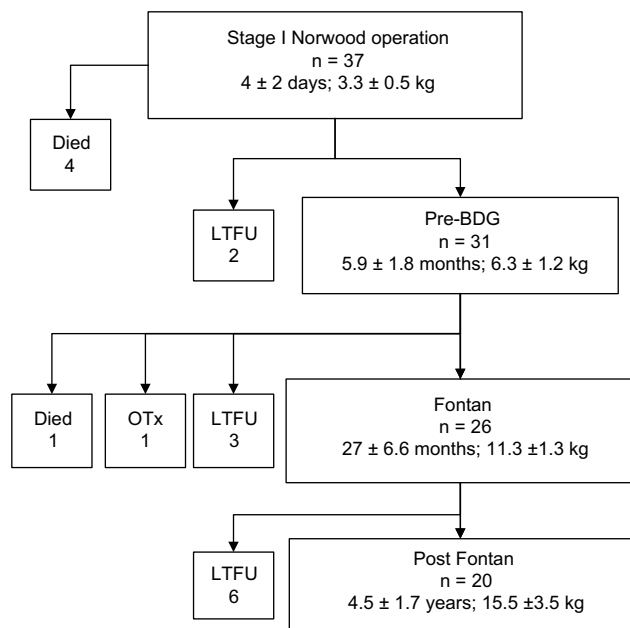 Stage I Norwood operation
n = 37
4 ± 2 days; 3.3 ± 0.5 kg
Died
4
LTFU
2
Pre-BDG
n = 31
5.9 ± 1.8 months; 6.3 ± 1.2 kg
Died
1
OTx
1
LTFU
3
Fontan
n = 26
27 ± 6.6 months; 11.3 ±1.3 kg
LTFU
6
Post Fontan
n = 20
4.5 ± 1.7 years; 15.5 ±3.5 kg